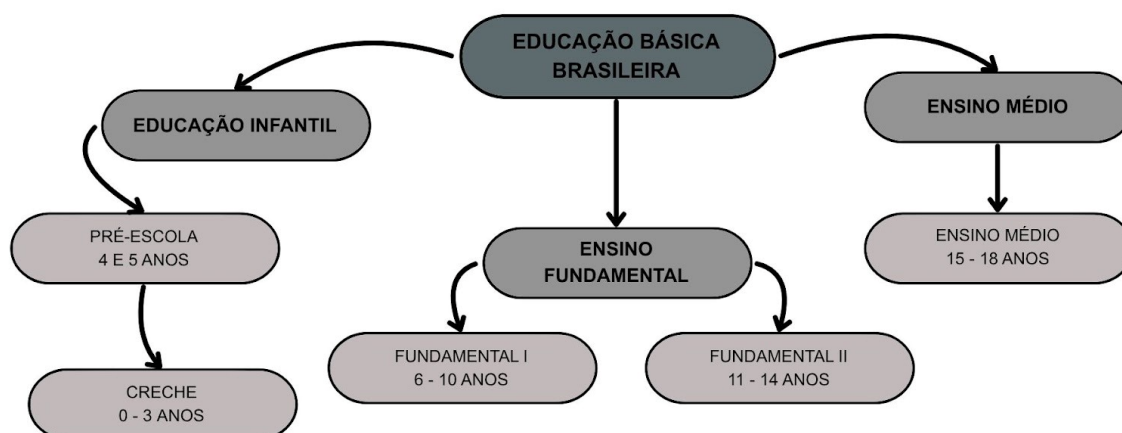 EDUCAÇÃO BÁSICA
BRASILEIRA
EDUCAÇÃO INFANTIL
PRÉ-ESCOLA
4 E 5 ANOS
CRECHE
0 - 3 ANOS
ENSINO
FUNDAMENTAL
FUNDAMENTAL I
6 - 10 ANOS
FUNDAMENTAL II
11 - 14 ANOS
ENSINO MÉDIO
ENSINO MÉDIO
15 - 18 ANOS